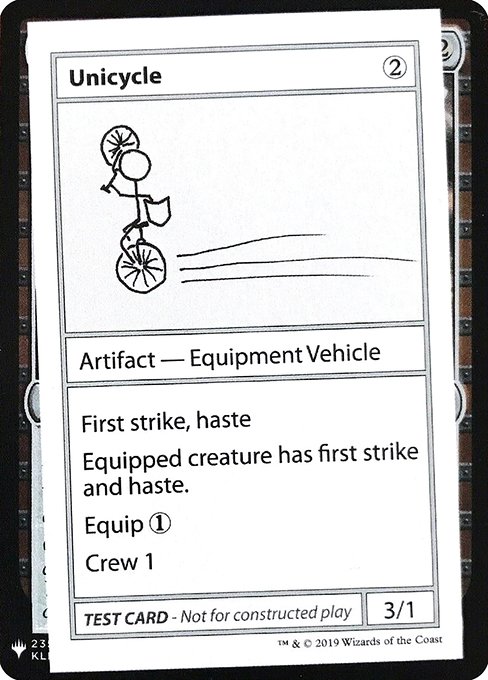 Unicycle ②
Artifact — Equipment Vehicle
First strike, haste
Equipped creature has first strike
and haste.
Equip ①
Crew 1
TEST CARD - Not for constructed play 3/1
™ & © 2019 Wizards of the Coast